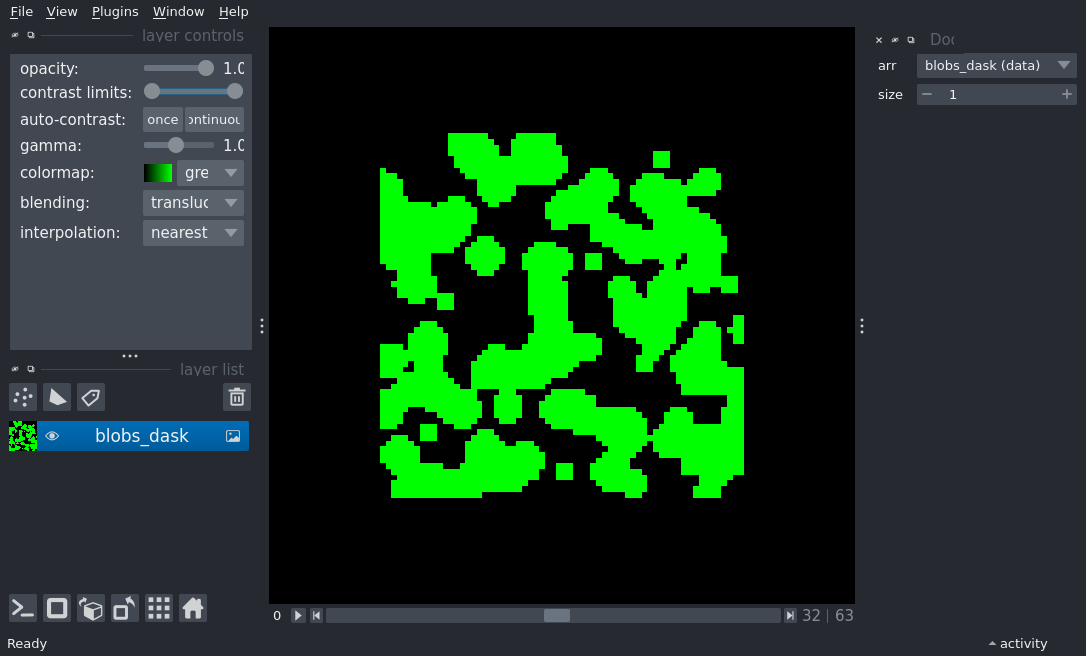 File View Plugins Window Help
layer controls
opacity: 1.0
contrast limits:
auto-contrast: once ontinuou
gamma: 1.0
colormap: gre
blending: transluc
interpolation: nearest
layer list
blobs_dask
0 32 | 63
Ready
Doc
arr blobs_dask (data)
size 1
activity